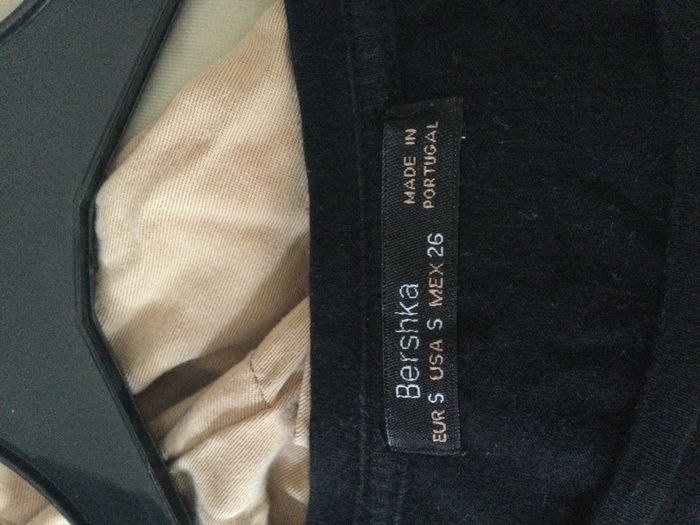 Bershka
EUR S USA S MEX 26
MADE IN
PORTUGAL